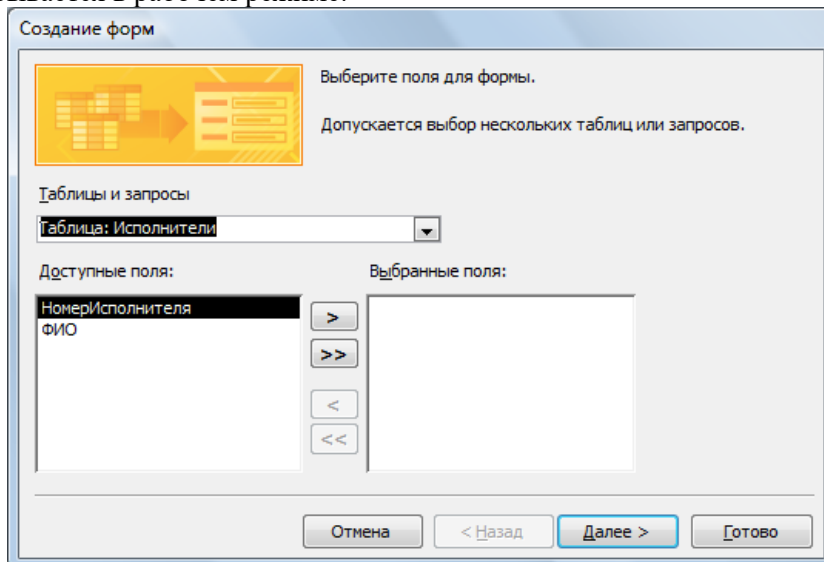 Создание форм
Выберите поля для формы.
Допускается выбор нескольких таблиц или запросов.
Таблицы и запросы
Таблица: Исполнители
Доступные поля:
Выбранные поля:
НомерИсполнителя
ФИО
>
>>
<
<<
Отмена
< Назад
Далее >
Готово